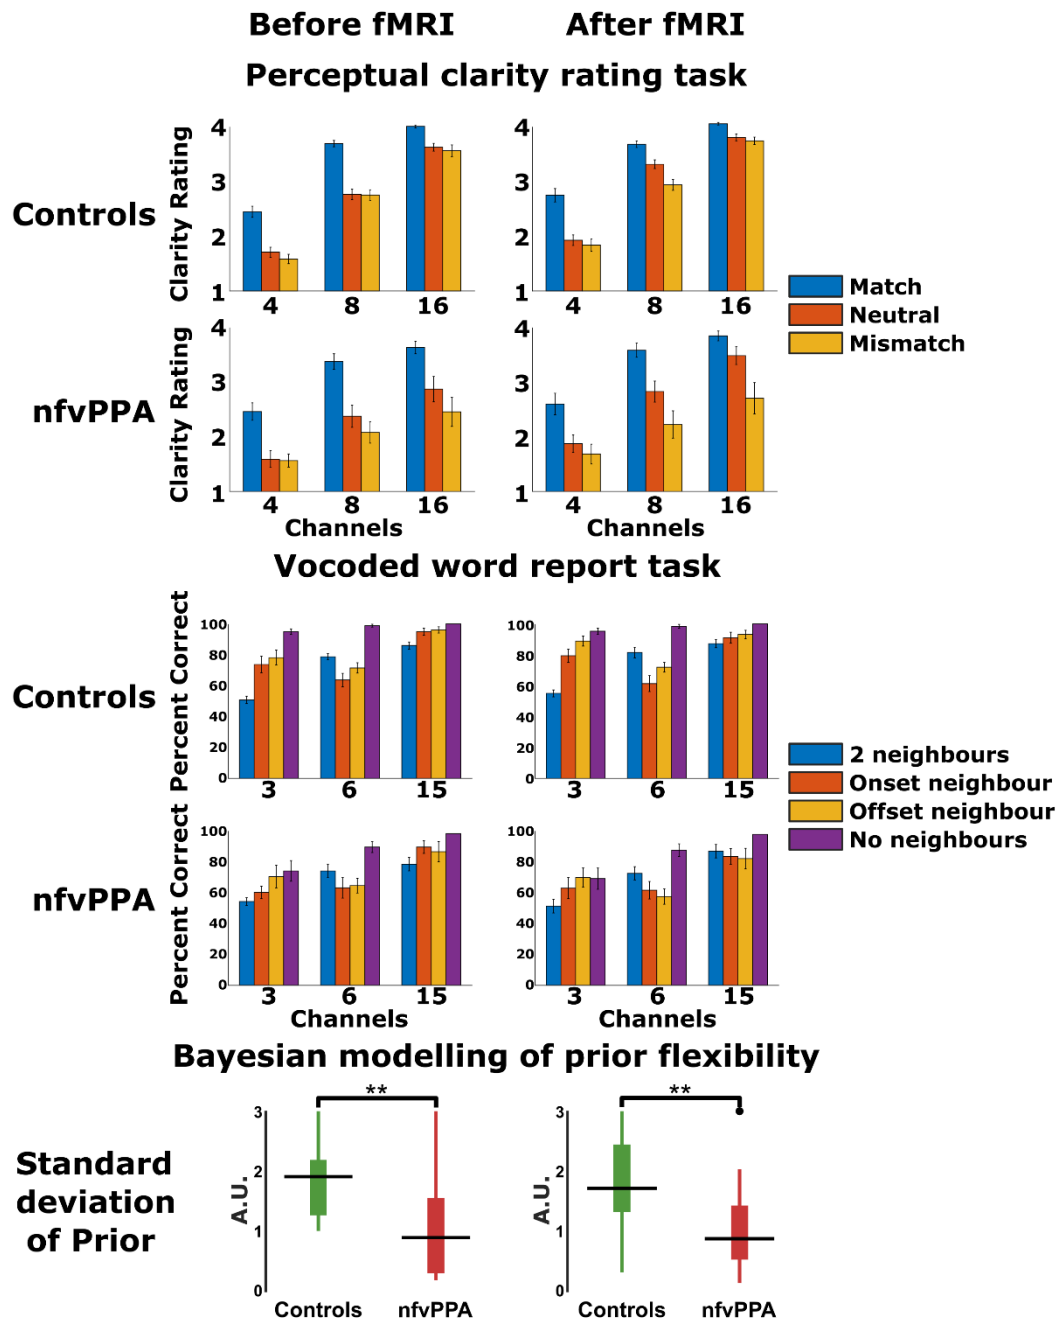 Before fMRI After fMRI
Perceptual clarity rating task
Controls
Clarity Rating
4
3
2
1
4 8 16
4
3
2
1
4 8 16
Match
Neutral
Mismatch
nfvPPA
Clarity Rating
4
3
2
1
4 8 16
Channels
4
3
2
1
4 8 16
Channels
Vocoded word report task
Controls
Percent Correct
100
80
60
40
20
0
3 6 15
100
80
60
40
20
0
3 6 15
2 neighbours
Onset neighbour
Offset neighbour
No neighbours
nfvPPA
Percent Correct
100
80
60
40
20
0
3 6 15
Channels
100
80
60
40
20
0
3 6 15
Channels
Bayesian modelling of prior flexibility
Standard
deviation
of Prior
A.U.
3
2
1
0
**
Controls nfvPPA
A.U.
3
2
1
0
**
Controls nfvPPA